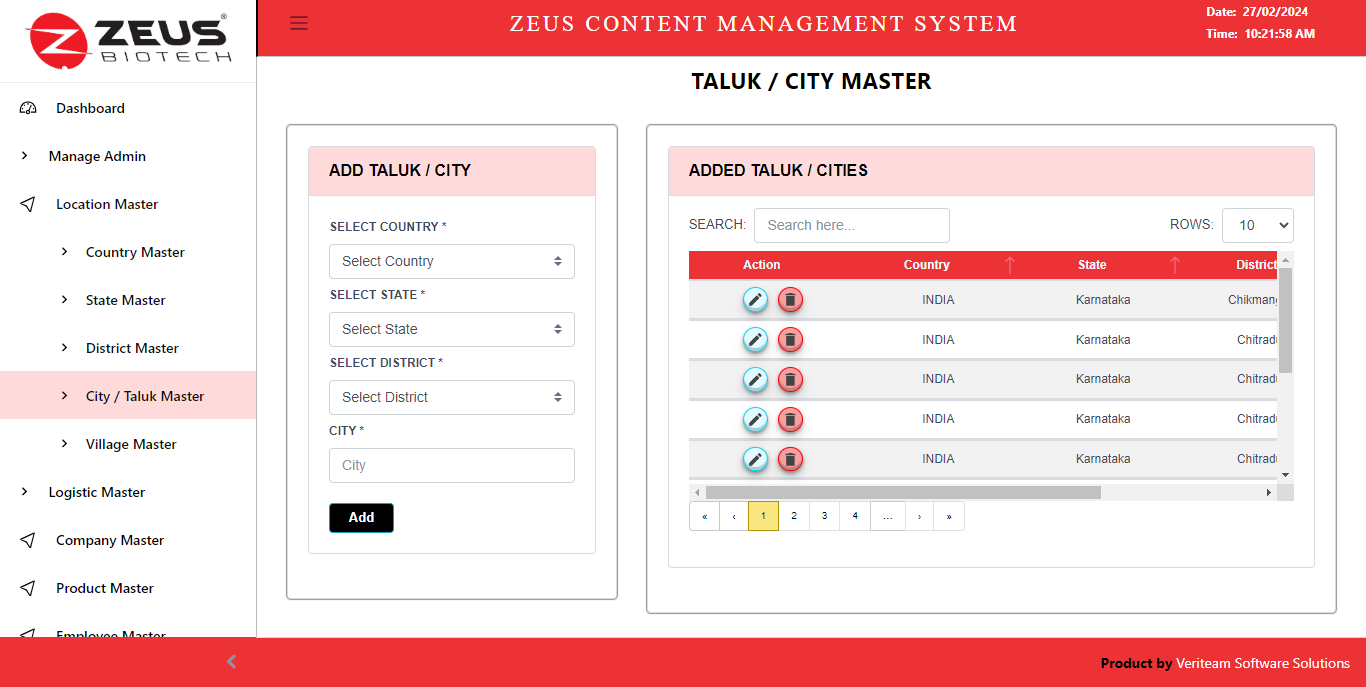 ZEUS
BIOTECH
®
ZEUS CONTENT MANAGEMENT SYSTEM
Date: 27/02/2024
Time: 10:21:58 AM
Dashboard
Manage Admin
Location Master
Country Master
State Master
District Master
City / Taluk Master
Village Master
Logistic Master
Company Master
Product Master
Employee Master
TALUK / CITY MASTER
ADD TALUK / CITY
SELECT COUNTRY *
Select Country
SELECT STATE *
Select State
SELECT DISTRICT *
Select District
CITY *
City
Add
ADDED TALUK / CITIES
SEARCH: Search here... ROWS: 10
Action Country State District
INDIA Karnataka Chikmang
INDIA Karnataka Chitradu
INDIA Karnataka Chitradu
INDIA Karnataka Chitradu
INDIA Karnataka Chitradu
« ‹ 1 2 3 4 ... › »
Product by Veriteam Software Solutions